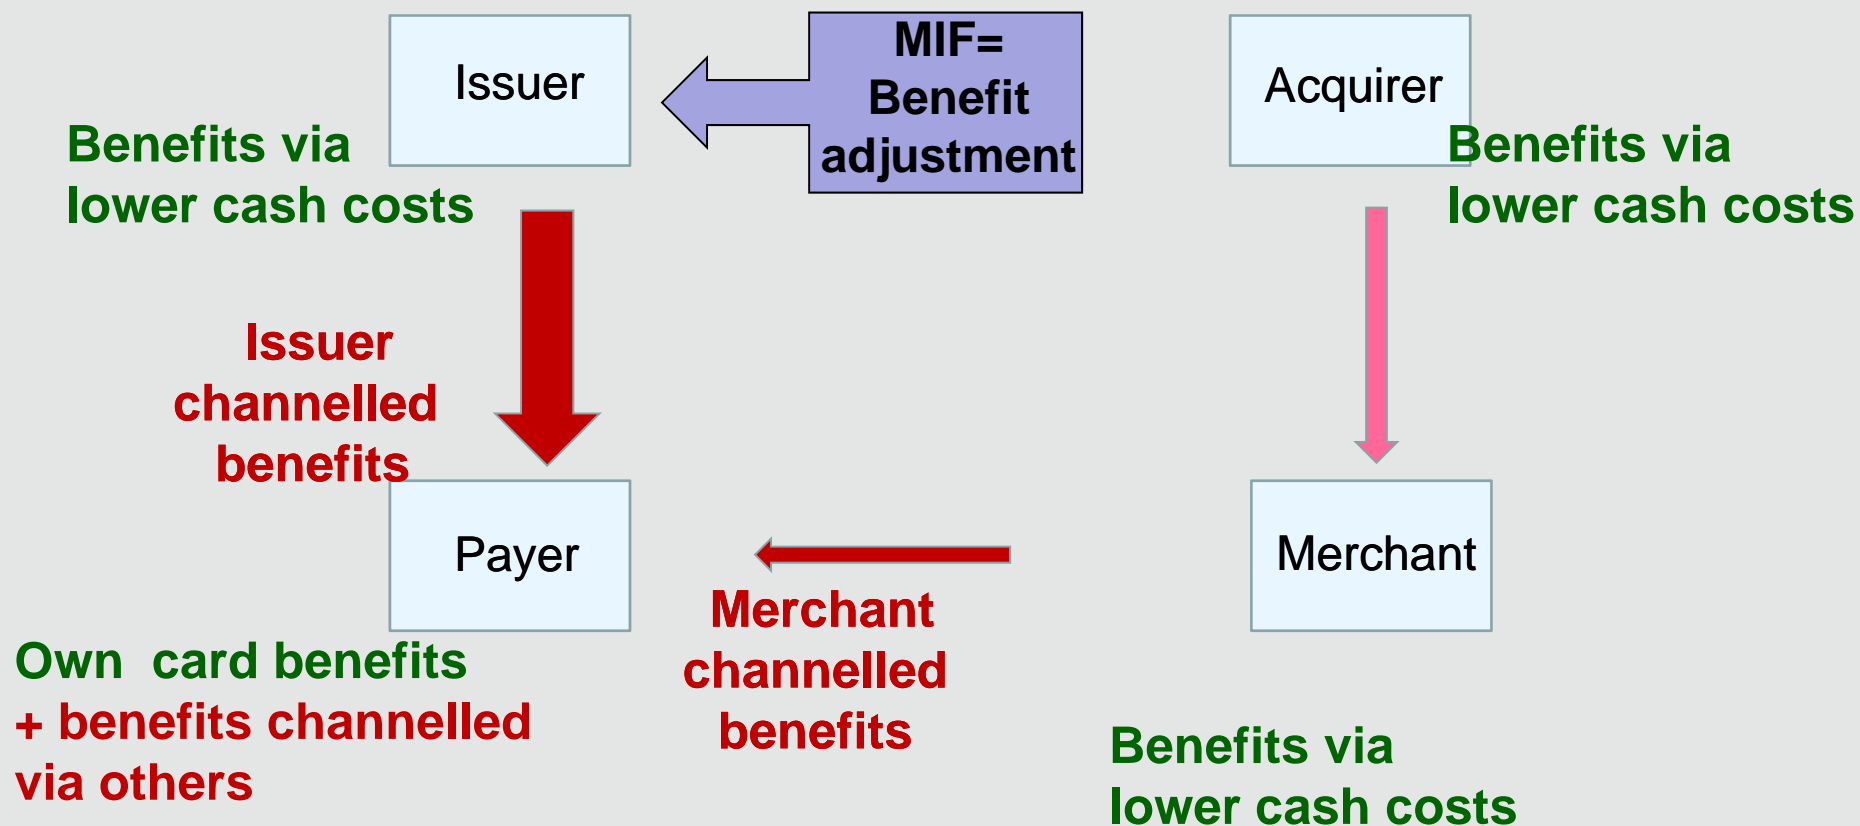 Issuer
MIF=
Benefit
adjustment
Acquirer
Benefits via
lower cash costs
Benefits via
lower cash costs
Issuer
channelled
benefits
Payer
Merchant
Merchant
channelled
benefits
Own card benefits
+ benefits channelled
via others
Benefits via
lower cash costs